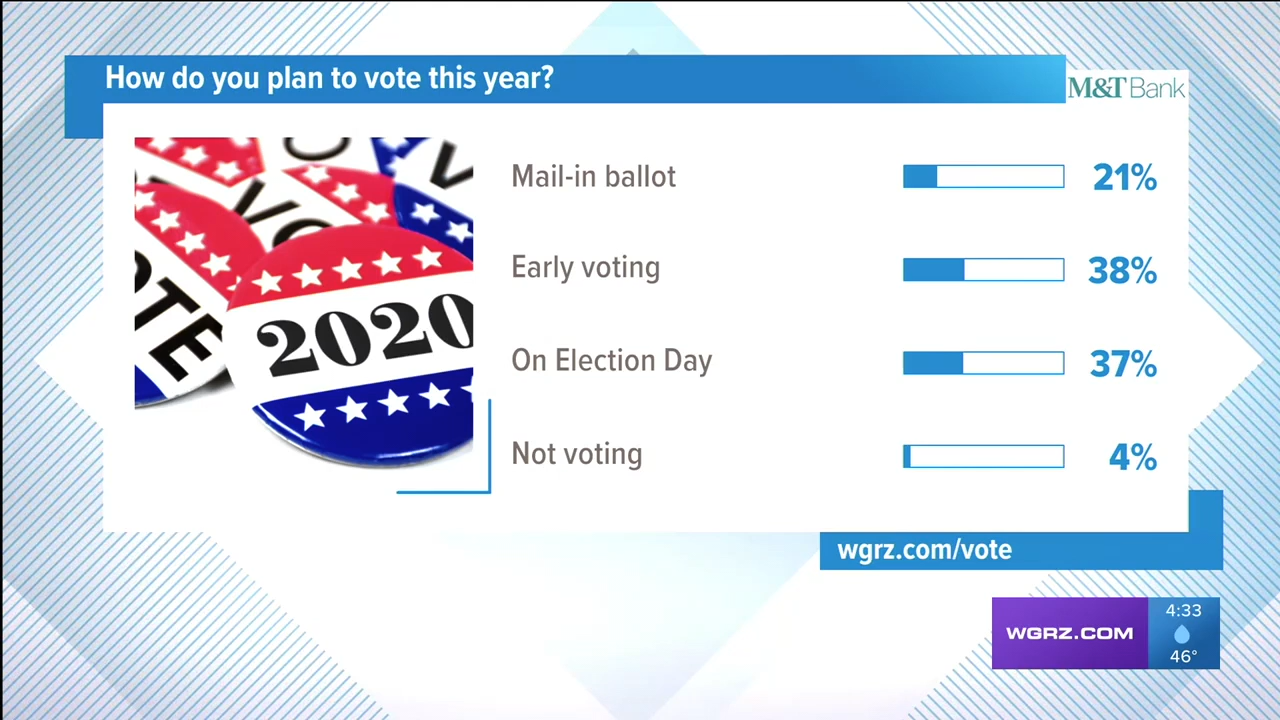 How do you plan to vote this year?
M&T Bank
Mail-in ballot 21%
Early voting 38%
On Election Day 37%
Not voting 4%
2020
wgrz.com/vote
WGRZ.COM
4:33
46°